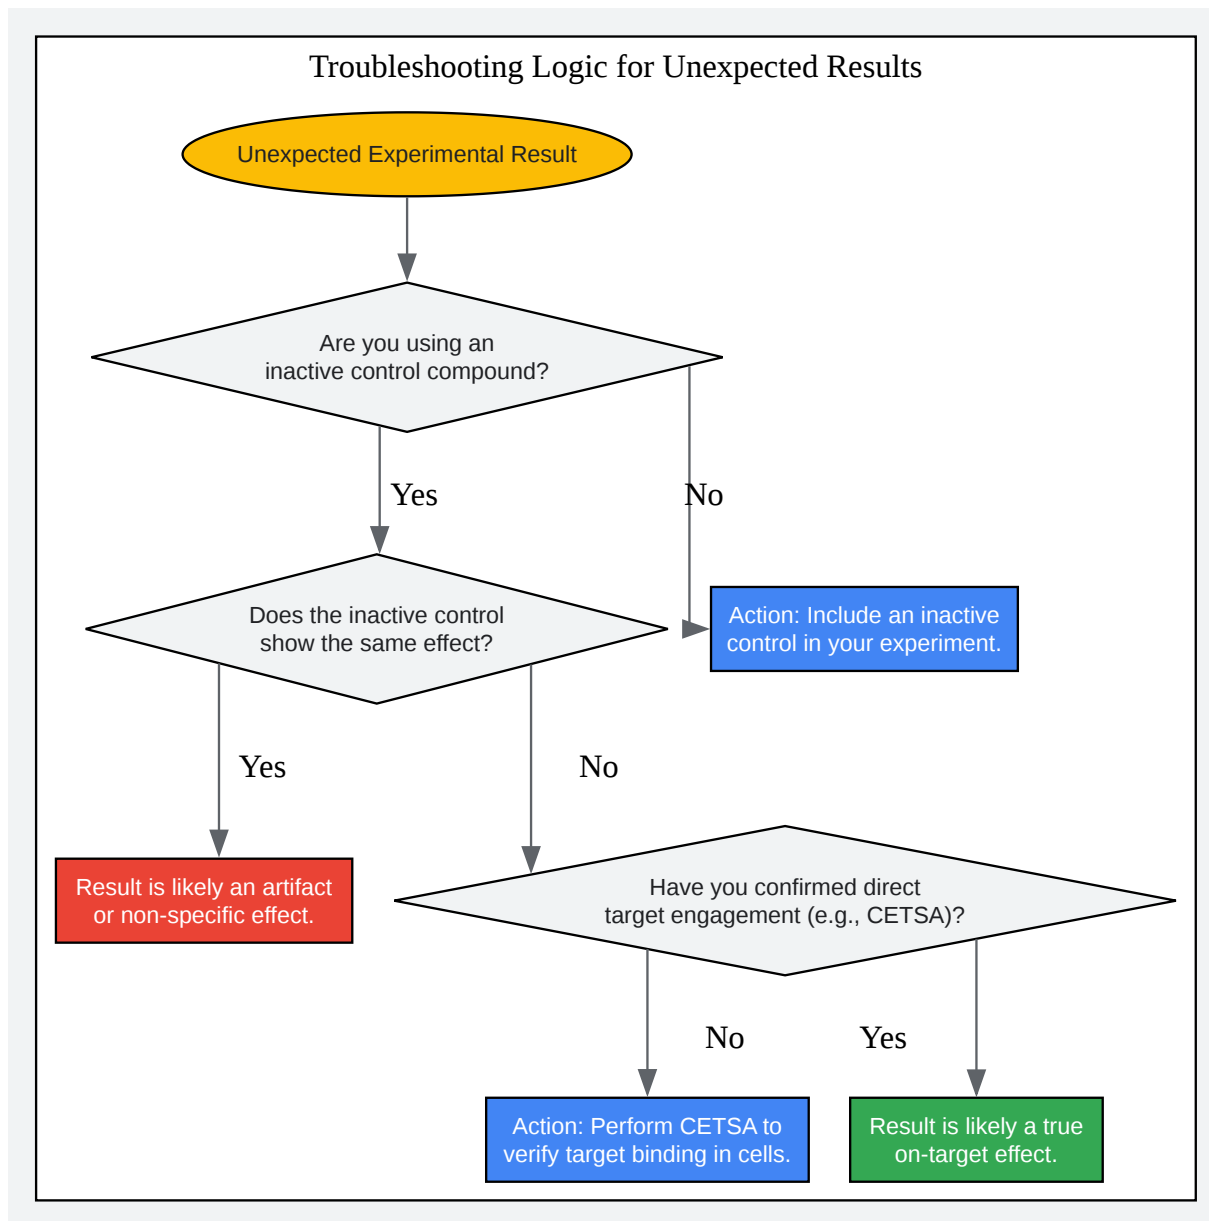 Troubleshooting Logic for Unexpected Results
Unexpected Experimental Result
Are you using an
inactive control compound?
Yes
No
Does the inactive control
show the same effect?
Action: Include an inactive
control in your experiment.
Yes
No
Result is likely an artifact
or non-specific effect.
Have you confirmed direct
target engagement (e.g., CETSA)?
No
Yes
Action: Perform CETSA to
verify target binding in cells.
Result is likely a true
on-target effect.